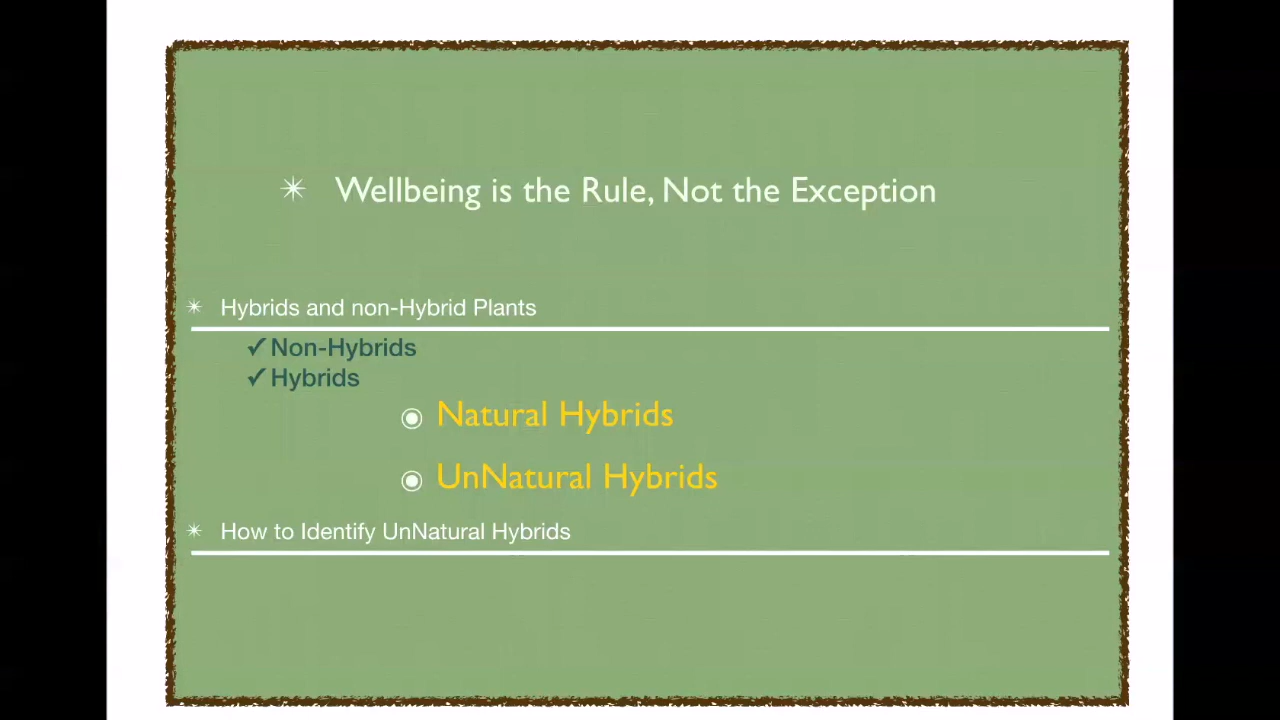 ✴ Wellbeing is the Rule, Not the Exception
✴ Hybrids and non-Hybrid Plants
✓Non-Hybrids
✓Hybrids
◉ Natural Hybrids
◉ UnNatural Hybrids
✴ How to Identify UnNatural Hybrids